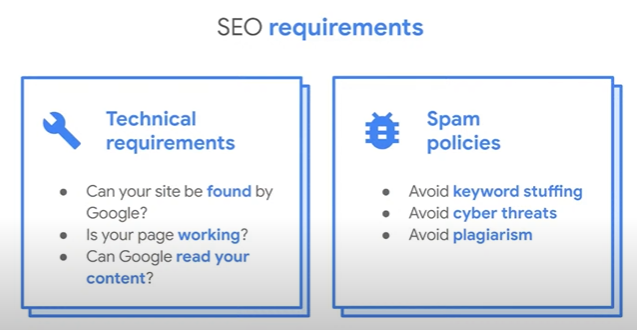 SEO requirements
Technical
requirements
● Can your site be found by
Google?
● Is your page working?
● Can Google read your
content?
Spam
policies
● Avoid keyword stuffing
● Avoid cyber threats
● Avoid plagiarism